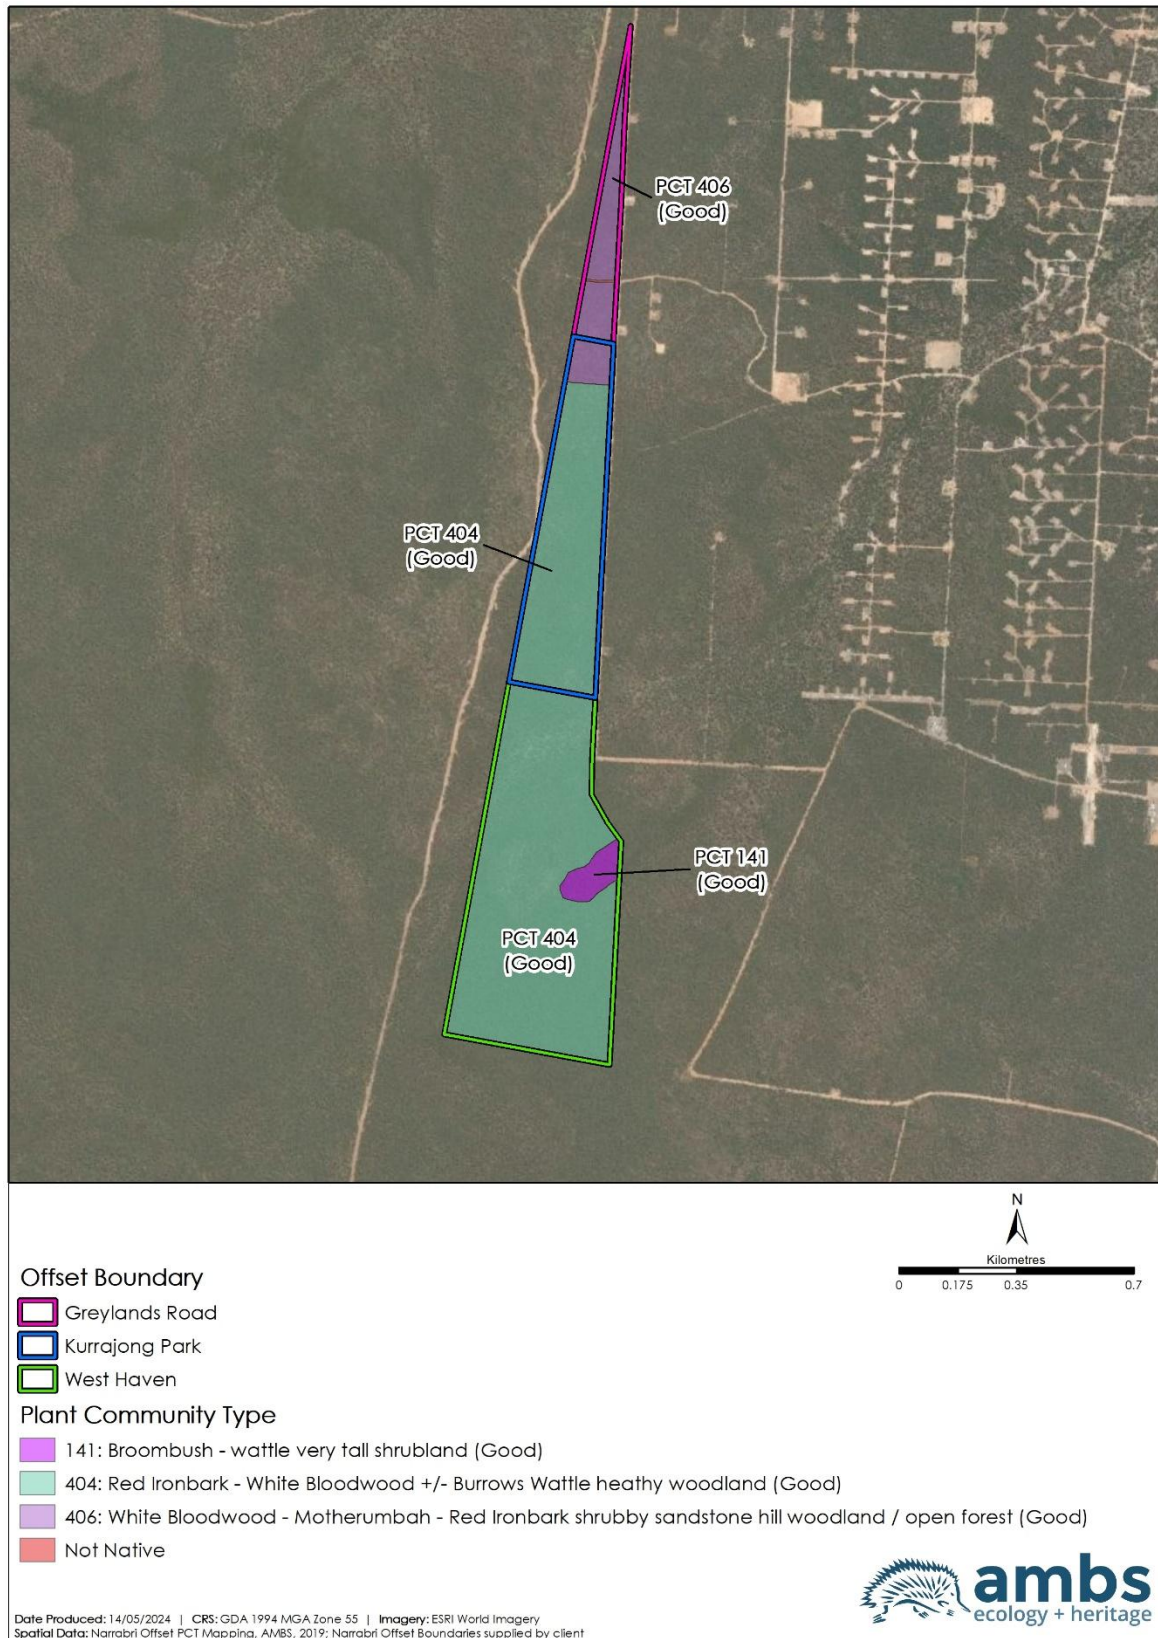 PCT 406
(Good)
PCT 404
(Good)
PCT 141
(Good)
PCT 404
(Good)
N
Kilometres
0 0.175 0.35 0.7
Offset Boundary
Greylands Road
Kurrajong Park
West Haven
Plant Community Type
141: Broombush - wattle very tall shrubland (Good)
404: Red Ironbark - White Bloodwood +/- Burrows Wattle heathy woodland (Good)
406: White Bloodwood - Motherumbah - Red Ironbark shrubby sandstone hill woodland / open forest (Good)
Not Native
ambs
ecology + heritage
Date Produced: 14/05/2024 | CRS: GDA 1994 MGA Zone 55 | Imagery: ESRI World Imagery
Spatial Data: Narrabri Offset PCT Mapping, AMBS, 2019; Narrabri Offset Boundaries supplied by client